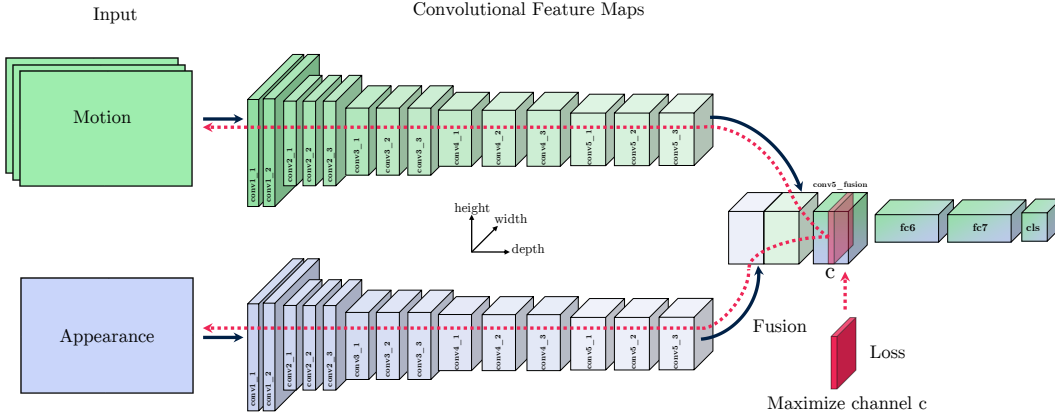 Input
Convolutional Feature Maps
Motion
conv1_1
conv1_2
conv2_1
conv2_2
conv2_3
conv3_1
conv3_2
conv3_3
conv4_1
conv4_2
conv4_3
conv5_1
conv5_2
conv5_3
conv5_fusion
height
width
depth
fc6
fc7
cls
c
Appearance
conv1_1
conv1_2
conv2_1
conv2_2
conv2_3
conv3_1
conv3_2
conv3_3
conv4_1
conv4_2
conv4_3
conv5_1
conv5_2
conv5_3
Fusion
Loss
Maximize channel c